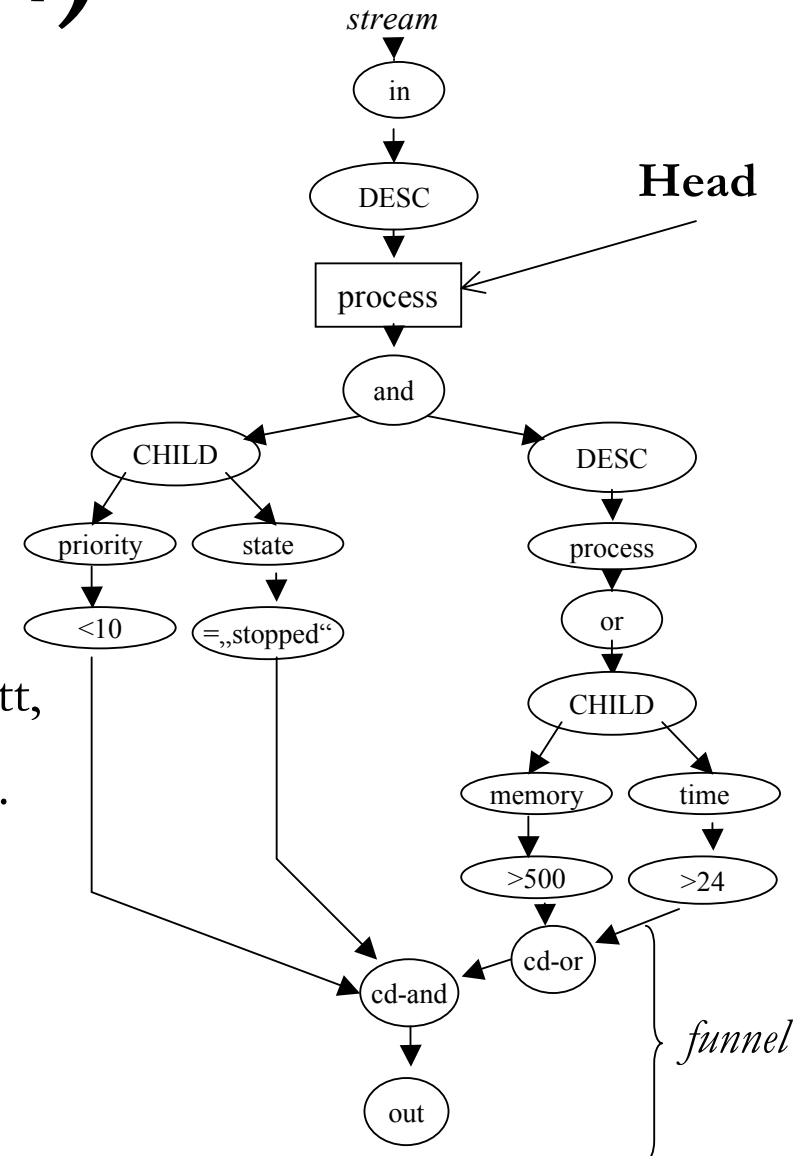 )
stream
in
DESC
Head
process
and
CHILD
DESC
priority
state
process
<10
=„stopped“
or
tt,
CHILD
.
memory
time
>500
>24
cd-or
cd-and
funnel
out